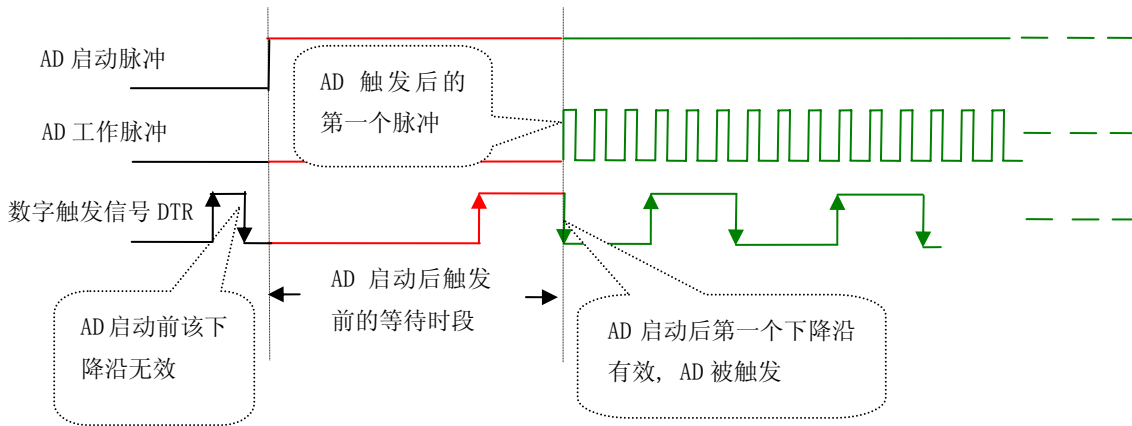 AD 启动脉冲
AD 触发后的
第一个脉冲
AD 工作脉冲
数字触发信号 DTR
AD 启动后触发
前的等待时段
AD 启动前该下
降沿无效
AD 启动后第一个下降沿
有效, AD 被触发